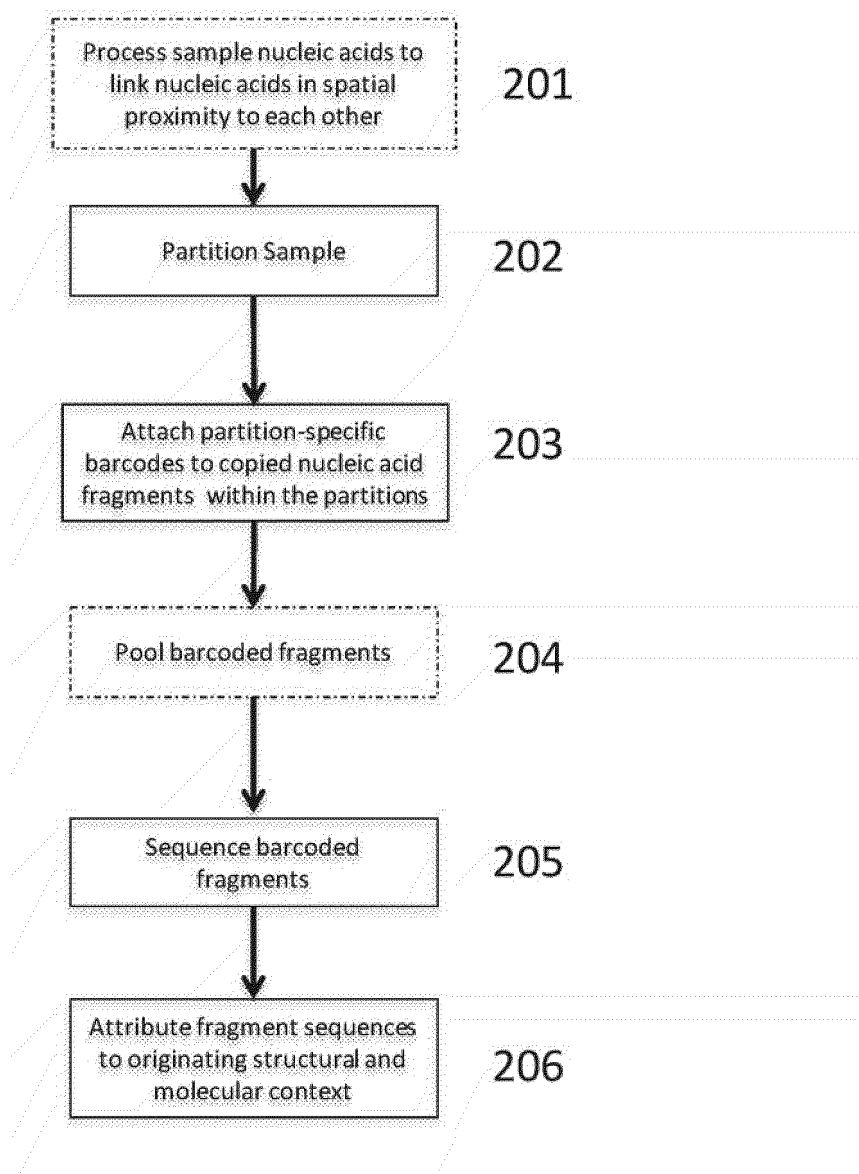 Process sample nucleic acids to
link nucleic acids in spatial
proximity to each other
201
Partition Sample
202
Attach partition-specific
barcodes to copied nucleic acid
fragments within the partitions
203
Pool barcoded fragments
204
Sequence barcoded
fragments
205
Attribute fragment sequences
to originating structural and
molecular context
206